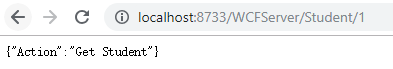 localhost:8733/WCFServer/Student/1
{"Action":"Get Student"}